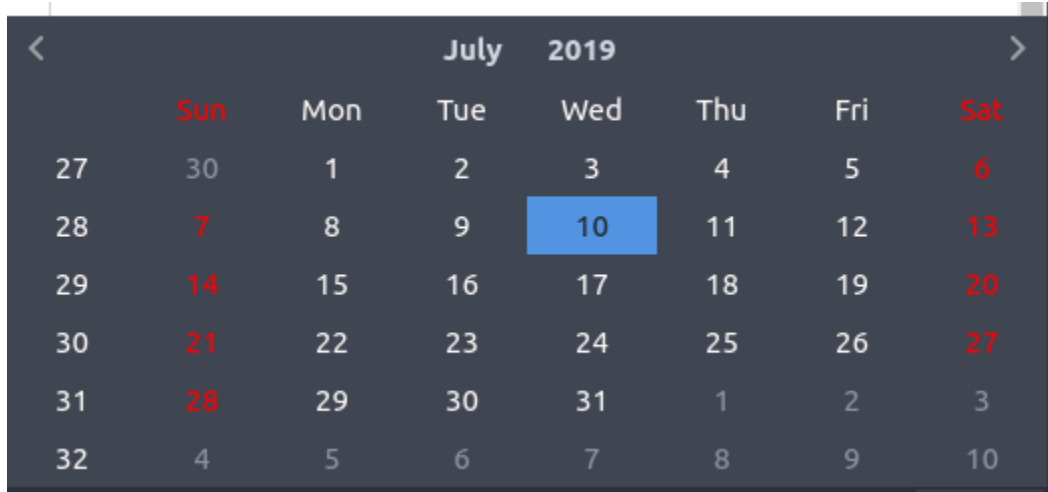 July 2019
Sun Mon Tue Wed Thu Fri Sat
27 30 1 2 3 4 5 6
28 7 8 9 10 11 12 13
29 14 15 16 17 18 19 20
30 21 22 23 24 25 26 27
31 28 29 30 31 1 2 3
32 4 5 6 7 8 9 10